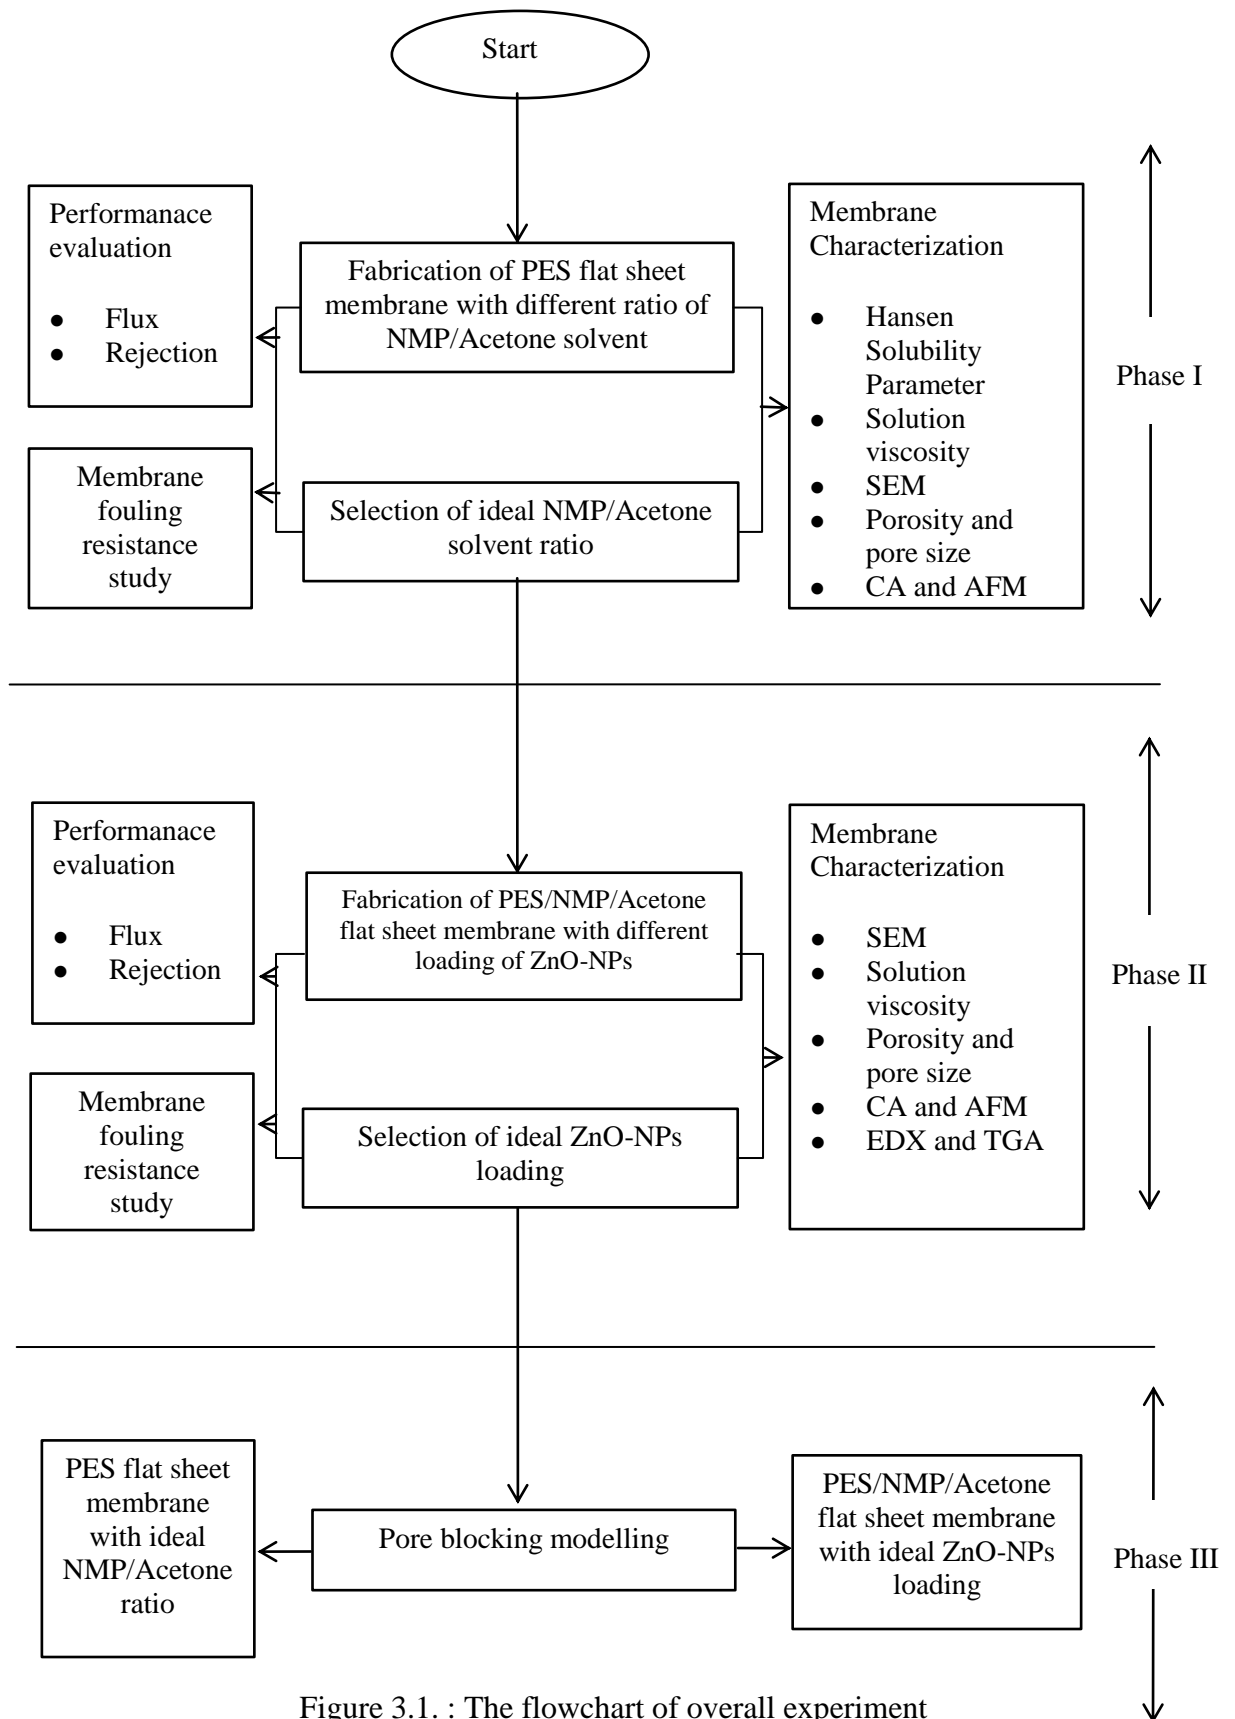 Start
Performanace
evaluation
● Flux
● Rejection
Fabrication of PES flat sheet
membrane with different ratio of
NMP/Acetone solvent
Membrane
Characterization
● Hansen
Solubility
Parameter
● Solution
viscosity
● SEM
● Porosity and
pore size
● CA and AFM
Phase I
Membrane
fouling
resistance
study
Selection of ideal NMP/Acetone
solvent ratio
Performanace
evaluation
● Flux
● Rejection
Fabrication of PES/NMP/Acetone
flat sheet membrane with different
loading of ZnO-NPs
Membrane
Characterization
● SEM
● Solution
viscosity
● Porosity and
pore size
● CA and AFM
● EDX and TGA
Phase II
Membrane
fouling
resistance
study
Selection of ideal ZnO-NPs
loading
PES flat sheet
membrane
with ideal
NMP/Acetone
ratio
Pore blocking modelling
PES/NMP/Acetone
flat sheet membrane
with ideal ZnO-NPs
loading
Phase III
Figure 3.1. : The flowchart of overall experiment